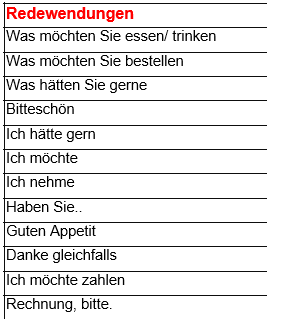 Redewendungen
Was möchten Sie essen/ trinken
Was möchten Sie bestellen
Was hätten Sie gerne
Bitteschön
Ich hätte gern
Ich möchte
Ich nehme
Haben Sie..
Guten Appetit
Danke gleichfalls
Ich möchte zahlen
Rechnung, bitte.